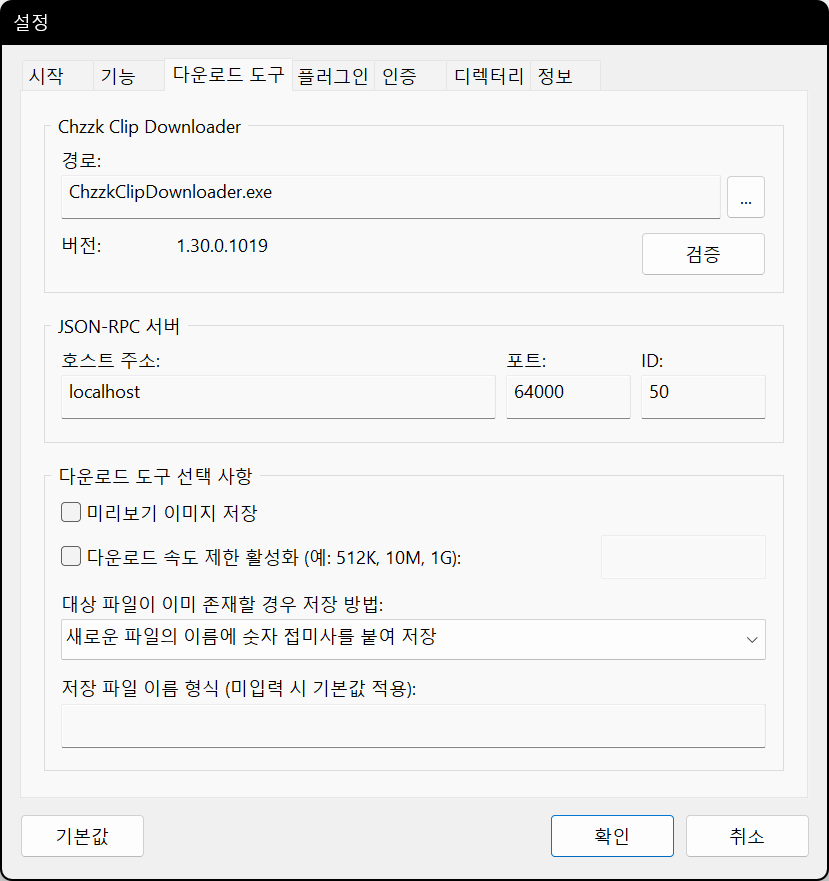 설정
시작 기능 다운로드 도구 플러그인 인증 디렉터리 정보
Chzzk Clip Downloader
경로:
ChzzkClipDownloader.exe ...
버전: 1.30.0.1019 검증
JSON-RPC 서버
호스트 주소: 포트: ID:
localhost 64000 50
다운로드 도구 선택 사항
미리보기 이미지 저장
다운로드 속도 제한 활성화 (예: 512K, 10M, 1G):
대상 파일이 이미 존재할 경우 저장 방법:
새로운 파일의 이름에 숫자 접미사를 붙여 저장
저장 파일 이름 형식 (미입력 시 기본값 적용):
기본값 확인 취소